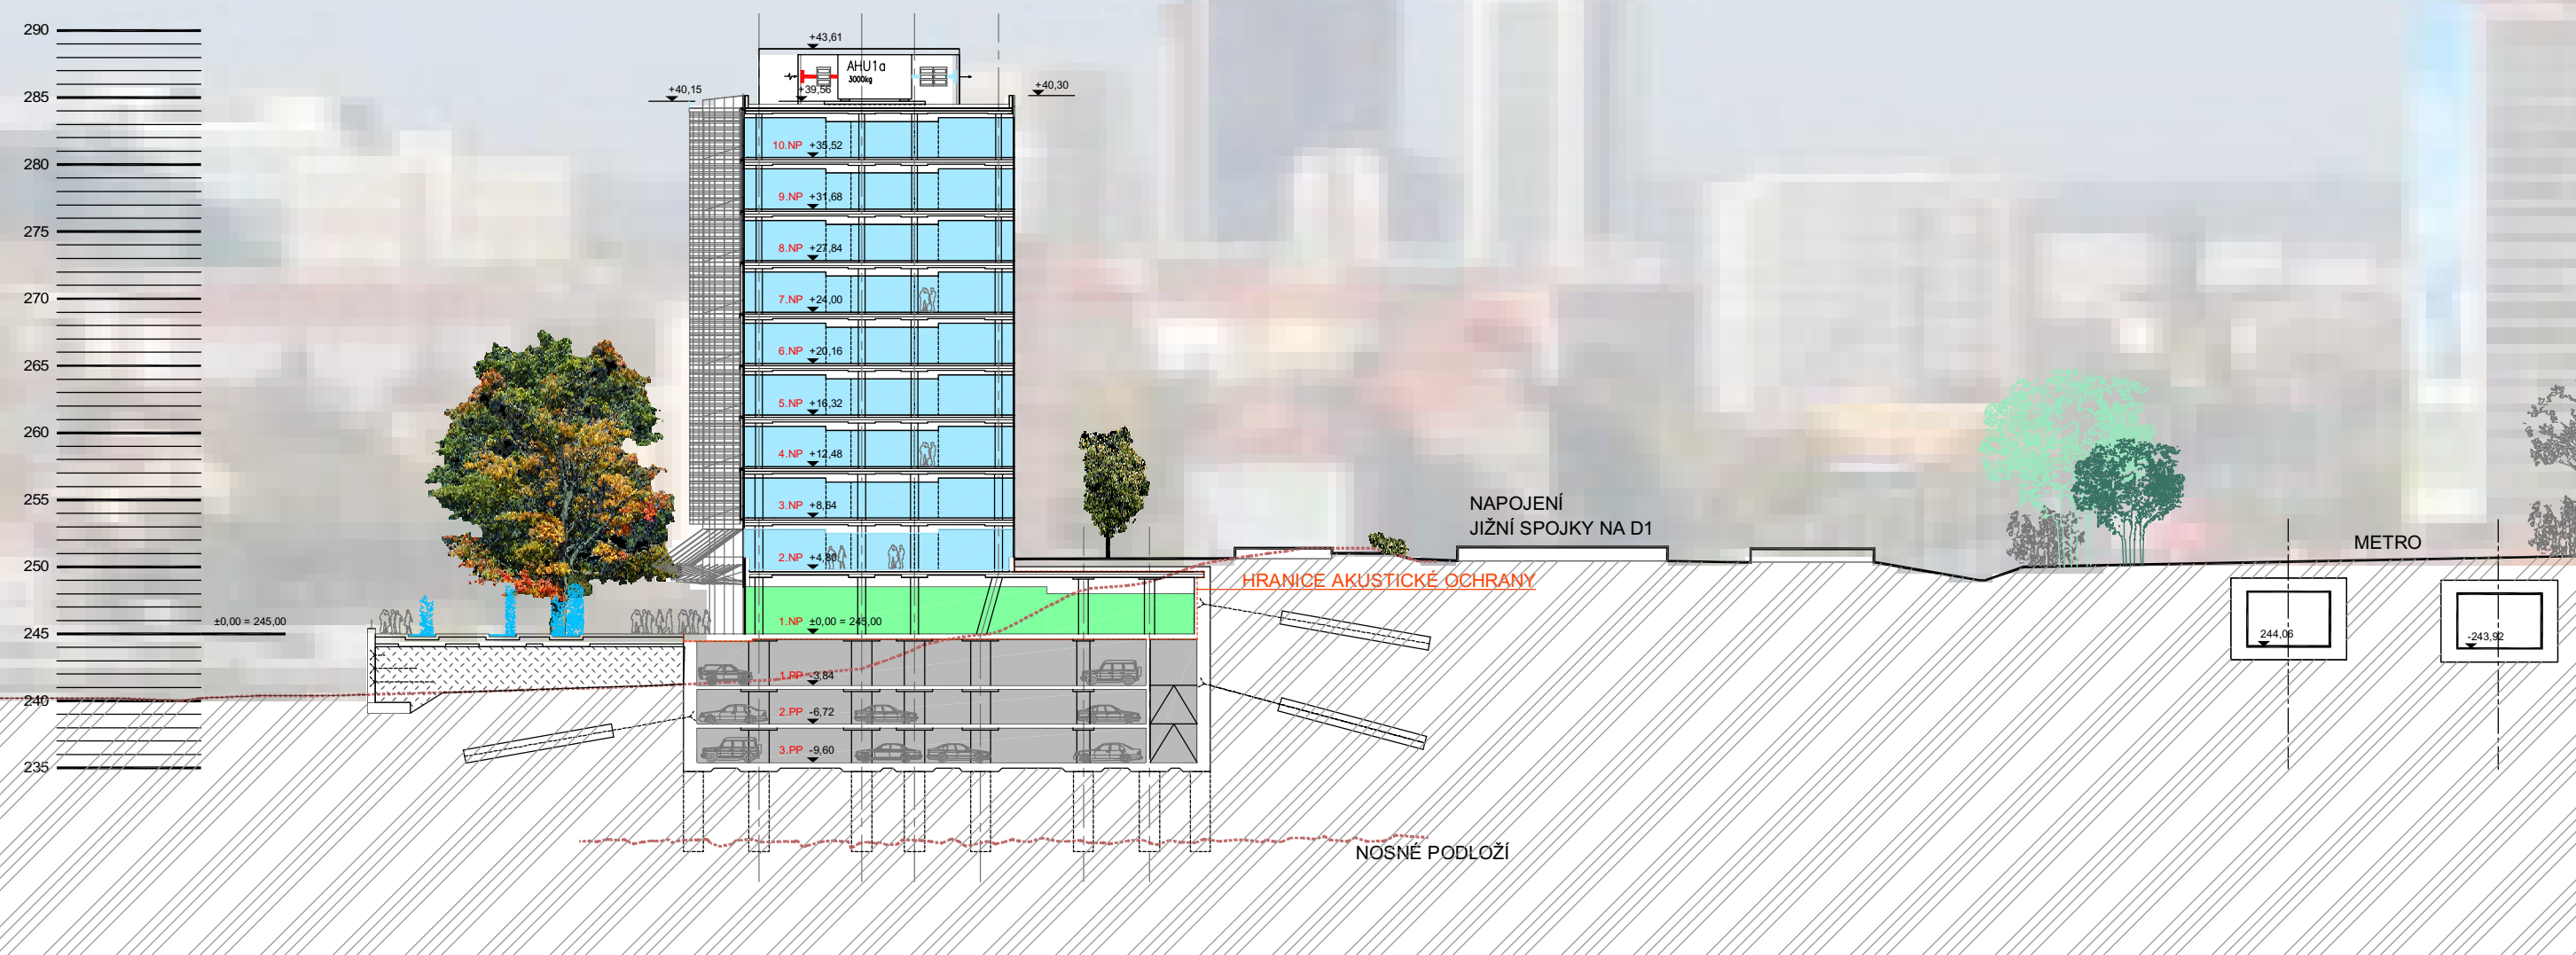 290
+43,61
AHU1a
3000kg
285
+40,15
+39,56
+40,30
280
10.NP +35,52
9.NP +31,68
275
8.NP +27,84
270
7.NP +24,00
6.NP +20,16
265
5.NP +16,32
260
4.NP +12,48
255
3.NP +8,64
NAPOJENÍ
JIŽNÍ SPOJKY NA D1
METRO
250
2.NP +4,80
HRANICE AKUSTICKÉ OCHRANY
245
±0,00 = 245,00
1.NP ±0,00 = 245,00
244,06
-243,92
1.PP -3,84
240
2.PP -6,72
3.PP -9,60
235
NOSNÉ PODLOŽÍ